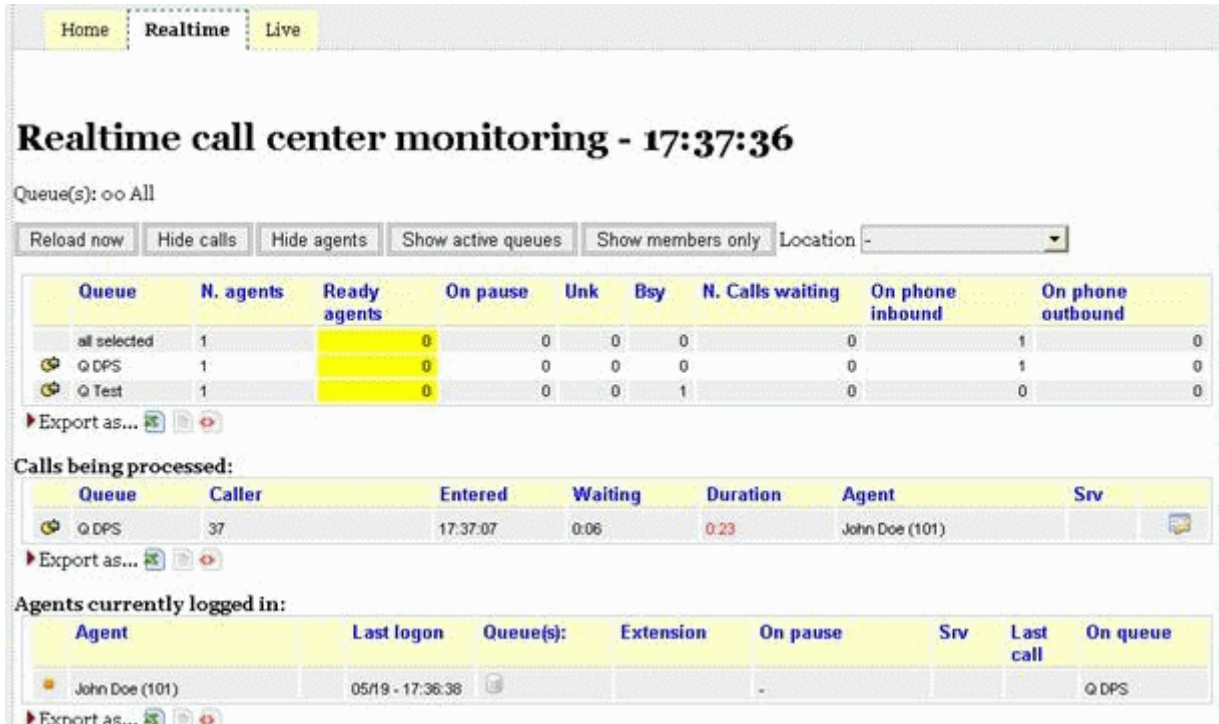 Home Realtime Live
Realtime call center monitoring - 17:37:36
Queue(s): 00 All
Reload now Hide calls Hide agents Show active queues Show members only Location -
Queue N. agents Ready agents On pause Unk Bsy N. Calls waiting On phone inbound On phone outbound
all selected 1 0 0 0 0 0 1 0
Q DPS 1 0 0 0 0 0 1 0
Q Test 1 0 0 0 1 0 0 0
Export as...
Calls being processed:
Queue Caller Entered Waiting Duration Agent Srv
Q DPS 37 17:37:07 0:06 0:23 John Doe (101)
Export as...
Agents currently logged in:
Agent Last logon Queue(s): Extension On pause Srv Last call On queue
John Doe (101) 05/19 - 17:36:38 - Q DPS
Export as...